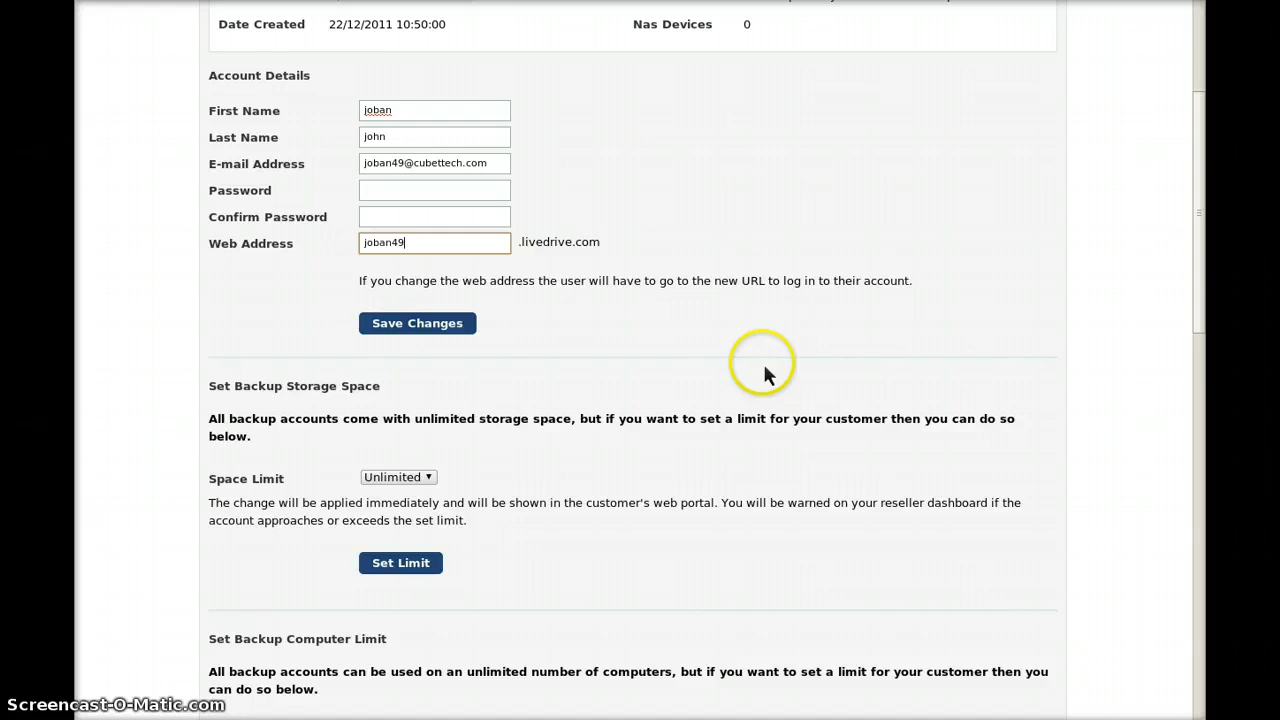 Date Created 22/12/2011 10:50:00 Nas Devices 0
Account Details
First Name joban
Last Name john
E-mail Address joban49@cubettech.com
Password
Confirm Password
Web Address joban49 .livedrive.com
If you change the web address the user will have to go to the new URL to log in to their account.
Save Changes
Set Backup Storage Space
All backup accounts come with unlimited storage space, but if you want to set a limit for your customer then you can do so
below.
Space Limit Unlimited
The change will be applied immediately and will be shown in the customer's web portal. You will be warned on your reseller dashboard if the
account approaches or exceeds the set limit.
Set Limit
Set Backup Computer Limit
All backup accounts can be used on an unlimited number of computers, but if you want to set a limit for your customer then you
can do so below.
Screencast-O-Matic.com